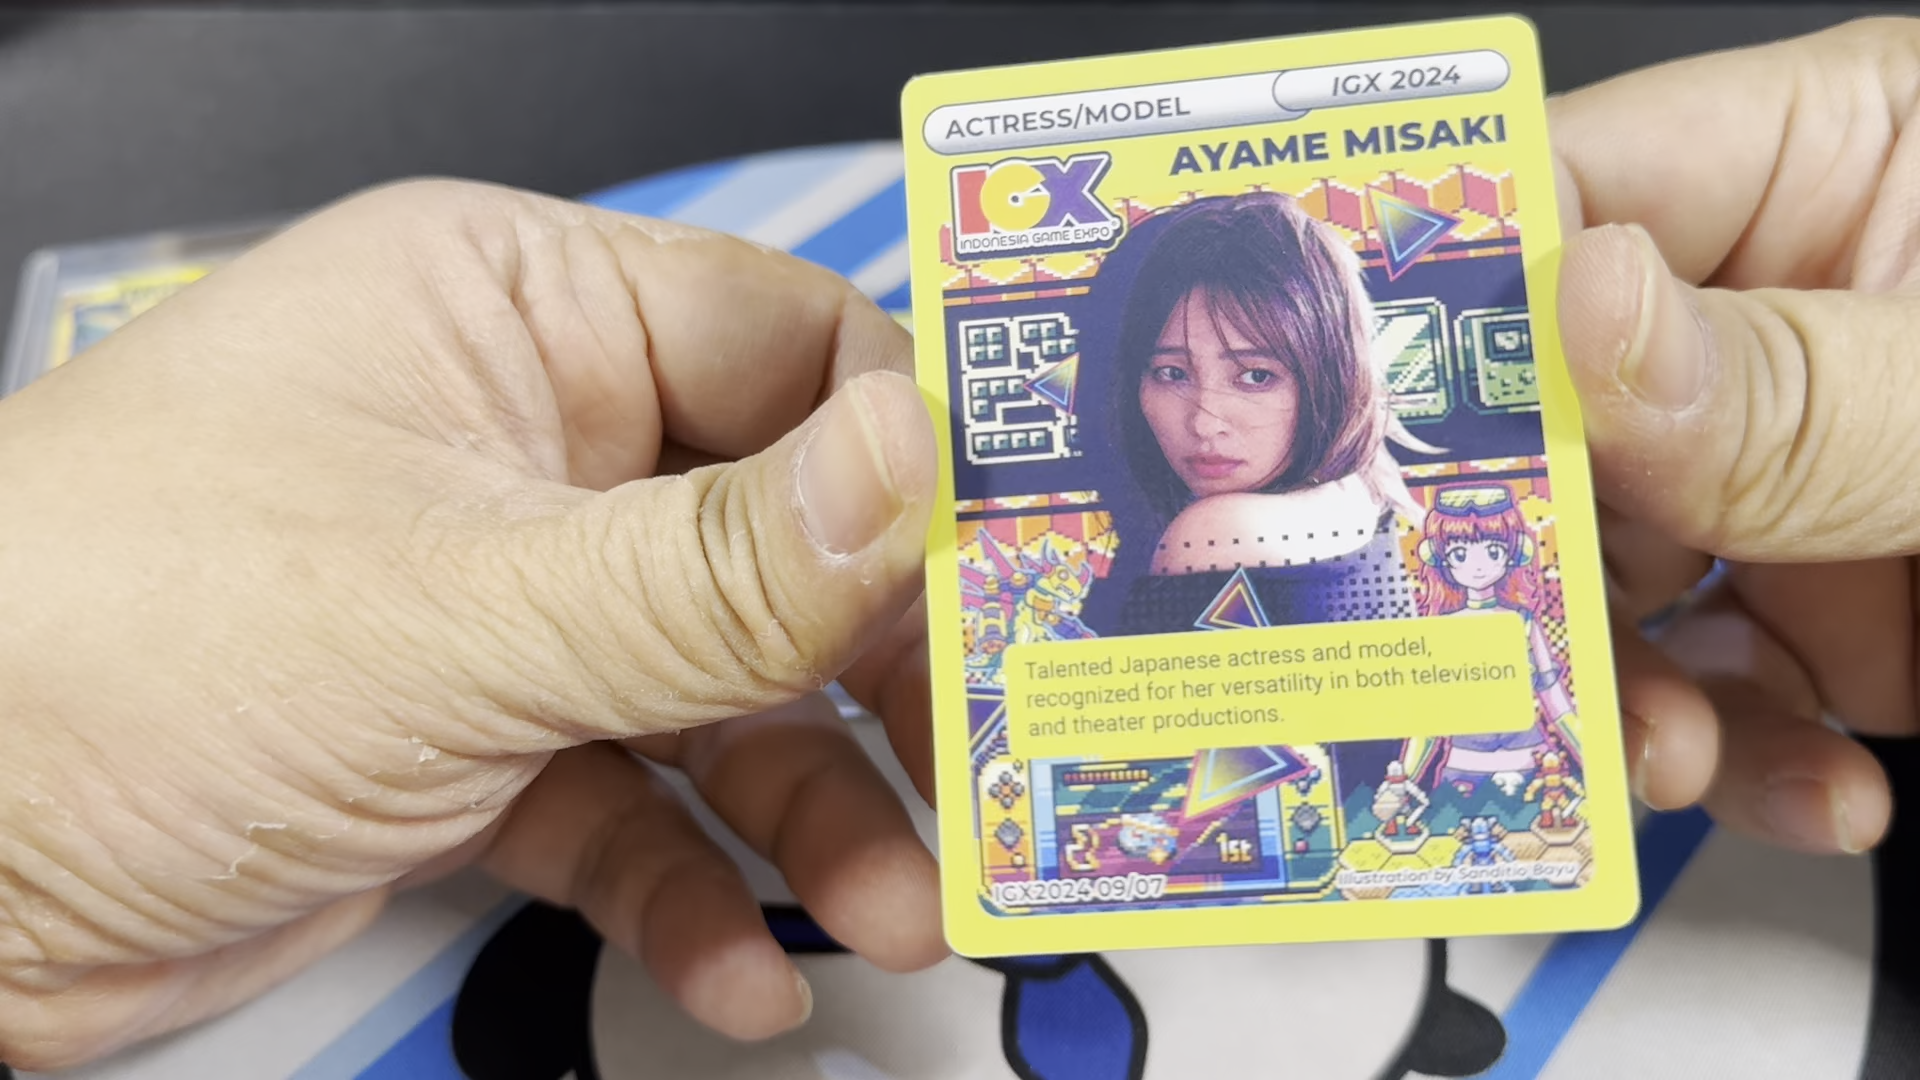 ACTRESS/MODEL
IGX 2024
AYAME MISAKI
IGX
INDONESIA GAME EXPO
Talented Japanese actress and model,
recognized for her versatility in both television
and theater productions.
1st
IGX2024 09/07
Illustration by Sanditio Bayu